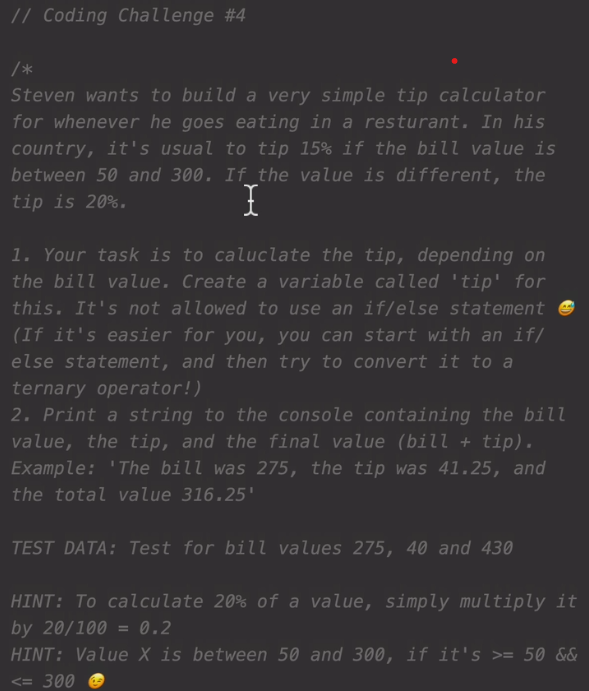 // Coding Challenge #4
/*
Steven wants to build a very simple tip calculator
for whenever he goes eating in a resturant. In his
country, it's usual to tip 15% if the bill value is
between 50 and 300. If the value is different, the
tip is 20%.
1. Your task is to caluclate the tip, depending on
the bill value. Create a variable called 'tip' for
this. It's not allowed to use an if/else statement 😅
(If it's easier for you, you can start with an if/
else statement, and then try to convert it to a
ternary operator!)
2. Print a string to the console containing the bill
value, the tip, and the final value (bill + tip).
Example: 'The bill was 275, the tip was 41.25, and
the total value 316.25'
TEST DATA: Test for bill values 275, 40 and 430
HINT: To calculate 20% of a value, simply multiply it
by 20/100 = 0.2
HINT: Value X is between 50 and 300, if it's >= 50 &&
<= 300 😉